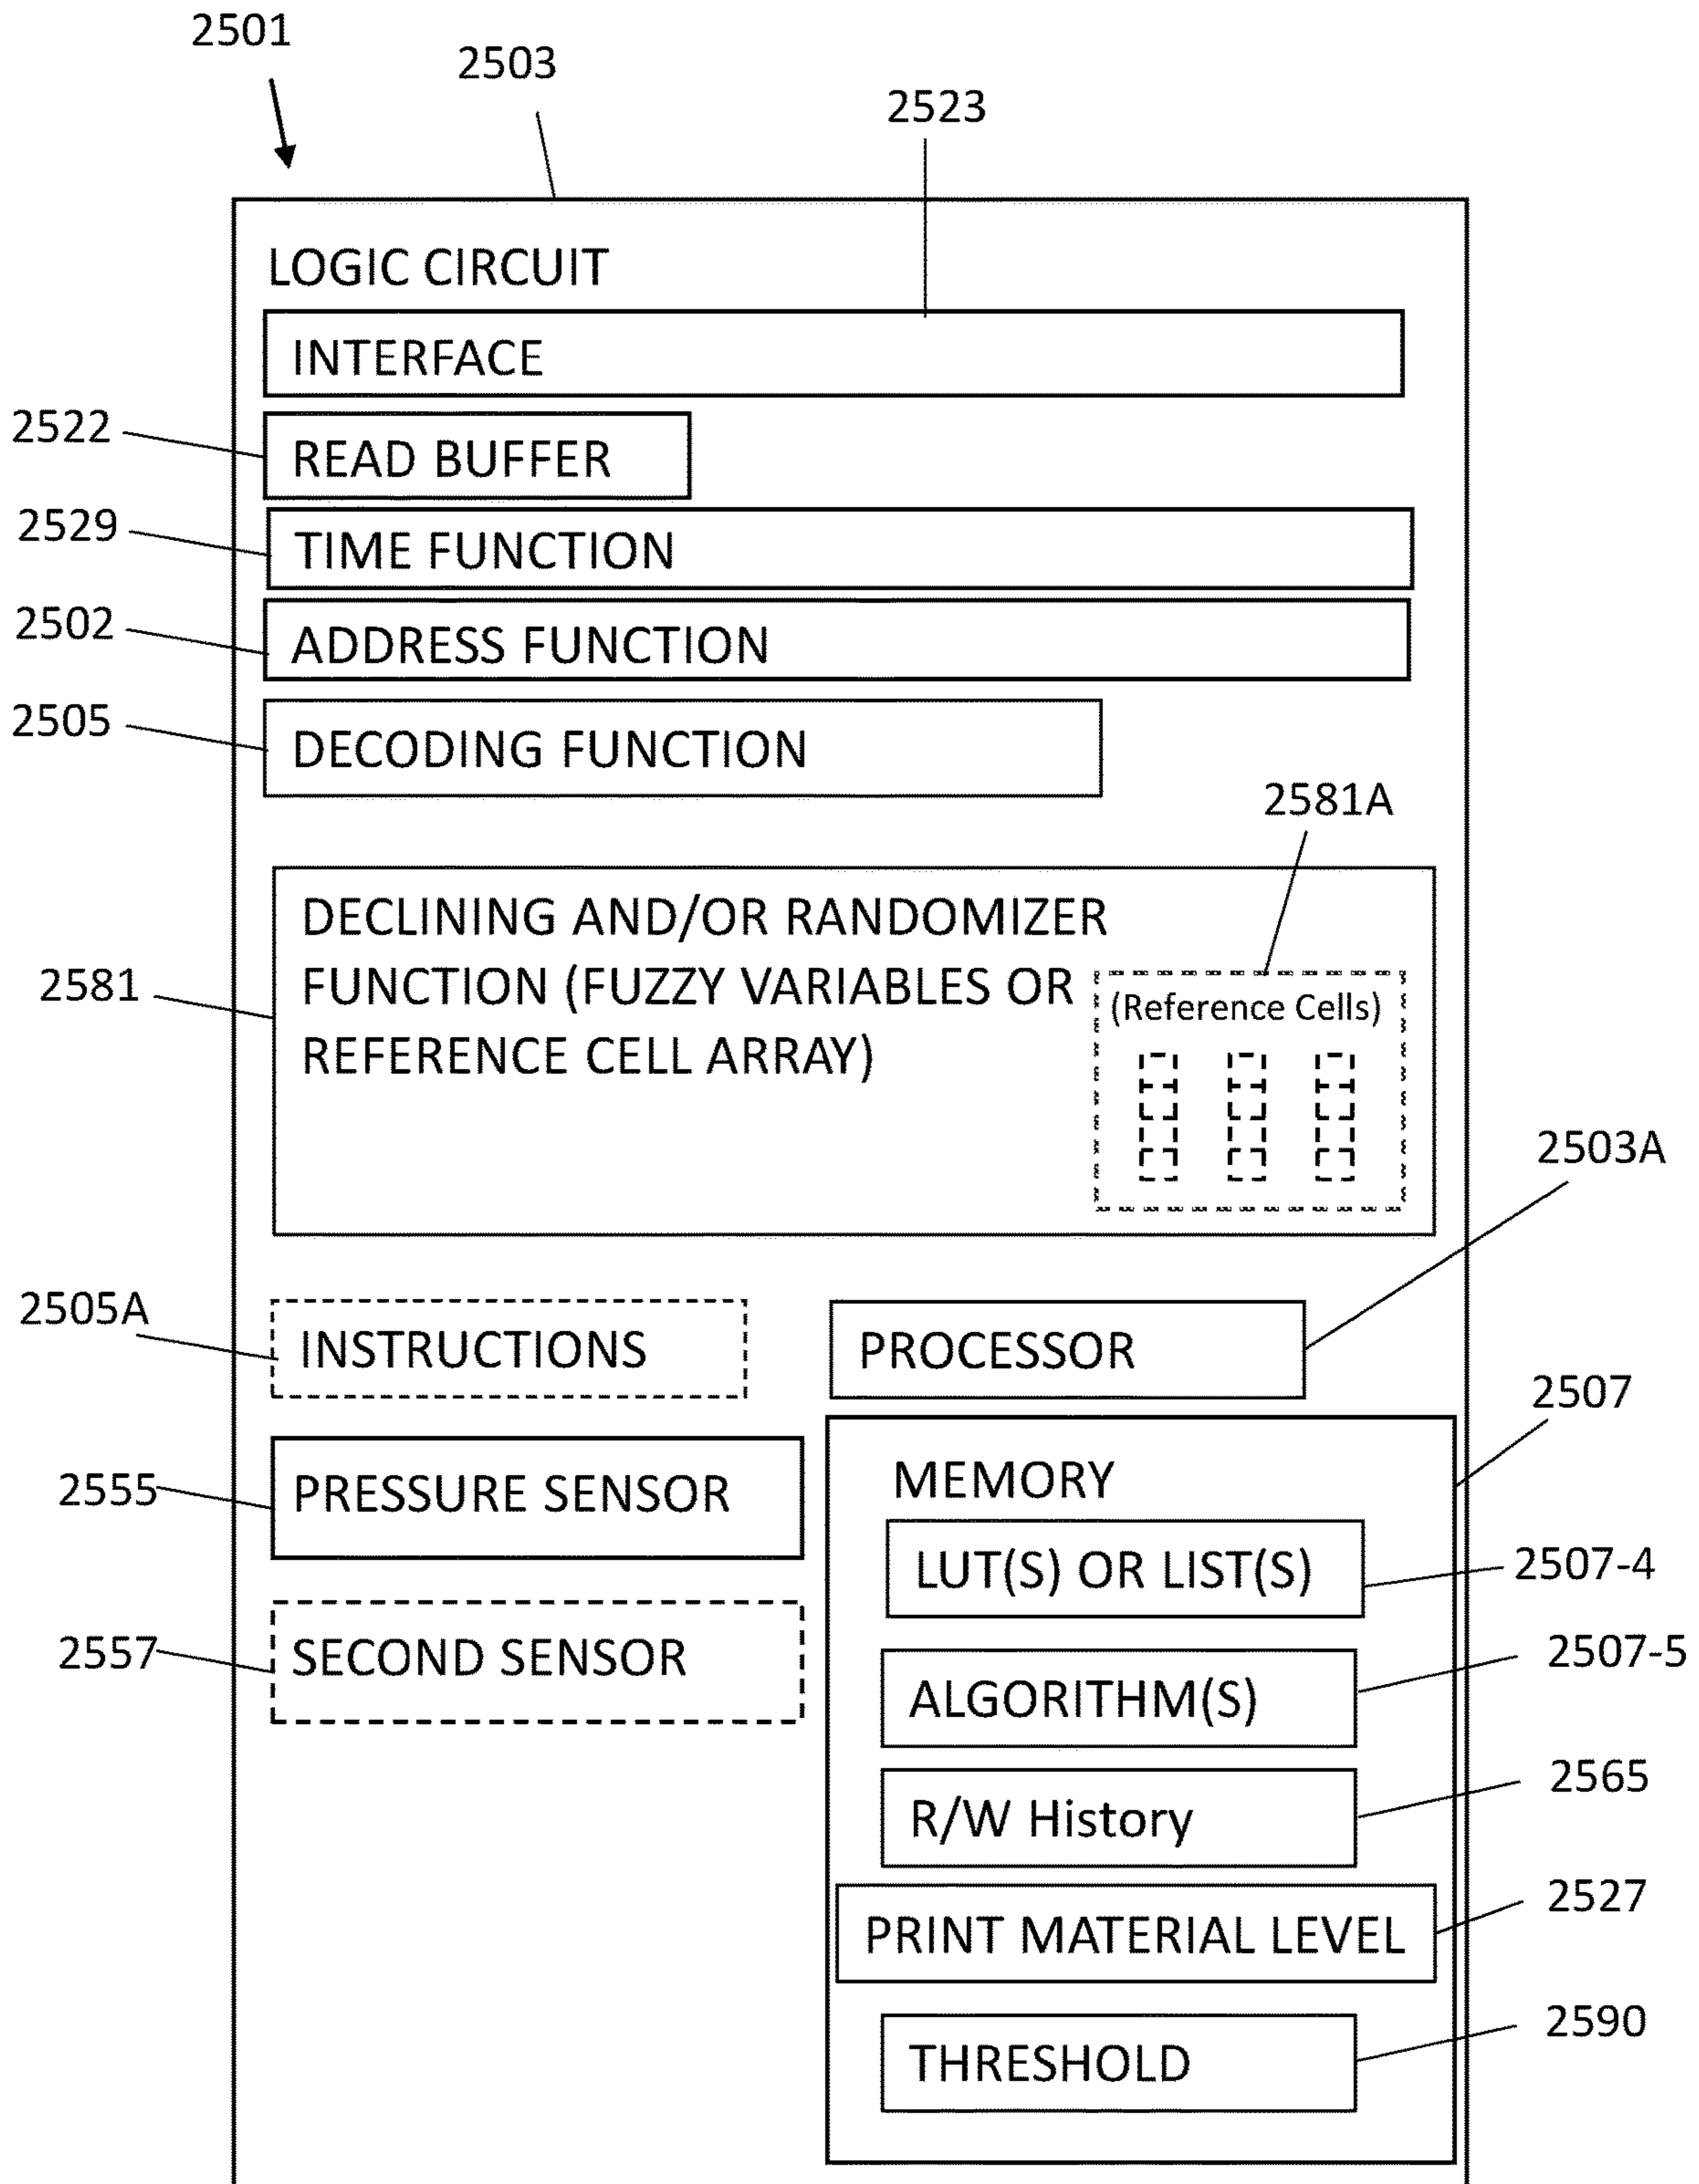 2501
2503
2523
LOGIC CIRCUIT
INTERFACE
2522
READ BUFFER
2529
TIME FUNCTION
2502
ADDRESS FUNCTION
2505
DECODING FUNCTION
2581A
DECLINING AND/OR RANDOMIZER
2581
FUNCTION (FUZZY VARIABLES OR
(Reference Cells)
REFERENCE CELL ARRAY)
2503A
2505A
INSTRUCTIONS
PROCESSOR
2507
2555
PRESSURE SENSOR
MEMORY
LUT(S) OR LIST(S)
2507-4
2557
SECOND SENSOR
ALGORITHM(S)
2507-5
R/W History
2565
PRINT MATERIAL LEVEL
2527
THRESHOLD
2590